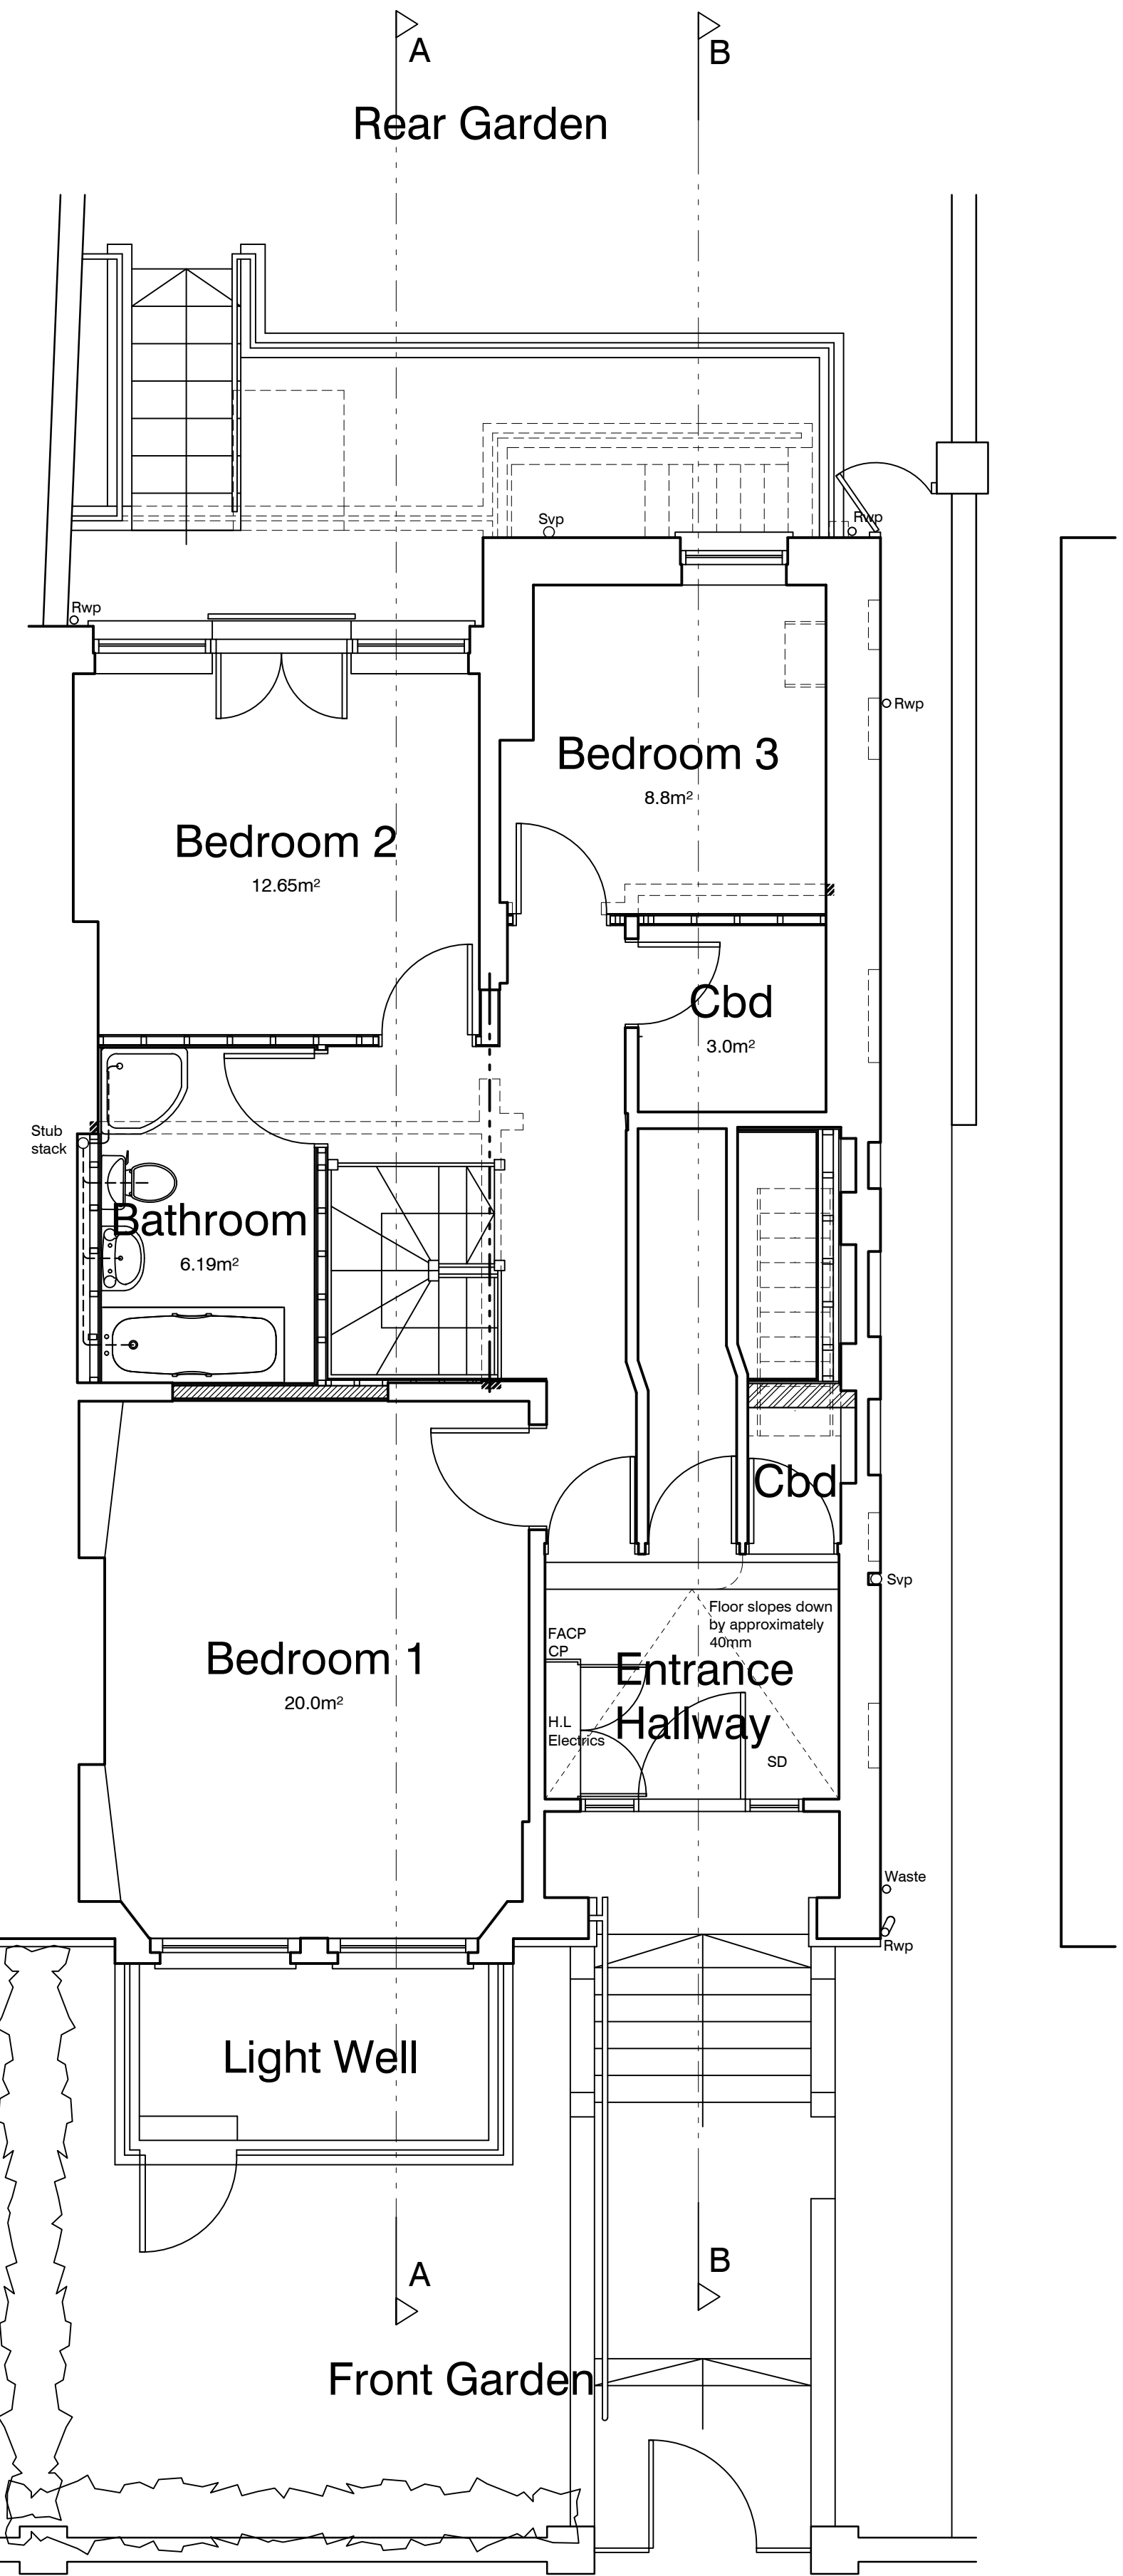 A
B
Rear Garden
Svp
Rwp
Rwp
Rwp
Bedroom 3
8.8m²
Bedroom 2
12.65m²
Cbd
3.0m²
Stub
stack
Bathroom
6.19m²
Cbd
Svp
Floor slopes down
by approximately
40mm
FACP
CP
Bedroom 1
20.0m²
Entrance
Hallway
H.L
Electrics
SD
Waste
Rwp
Light Well
A
B
Front Garden